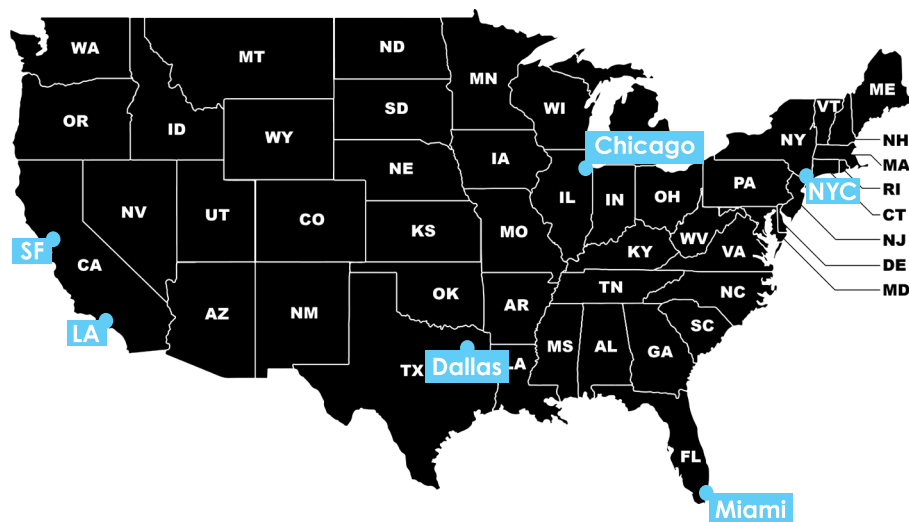 WA
MT
ND
MN
ME
VT
OR
ID
SD
WI
NY
NH
WY
Chicago
MA
NE
IA
PA
RI
NV
UT
CO
IL
IN
OH
NYC
CT
KS
MO
WV
NJ
SF
KY
VA
CA
DE
TN
NC
MD
AZ
NM
OK
AR
SC
LA
MS
AL
GA
TX
Dallas
LA
FL
Miami